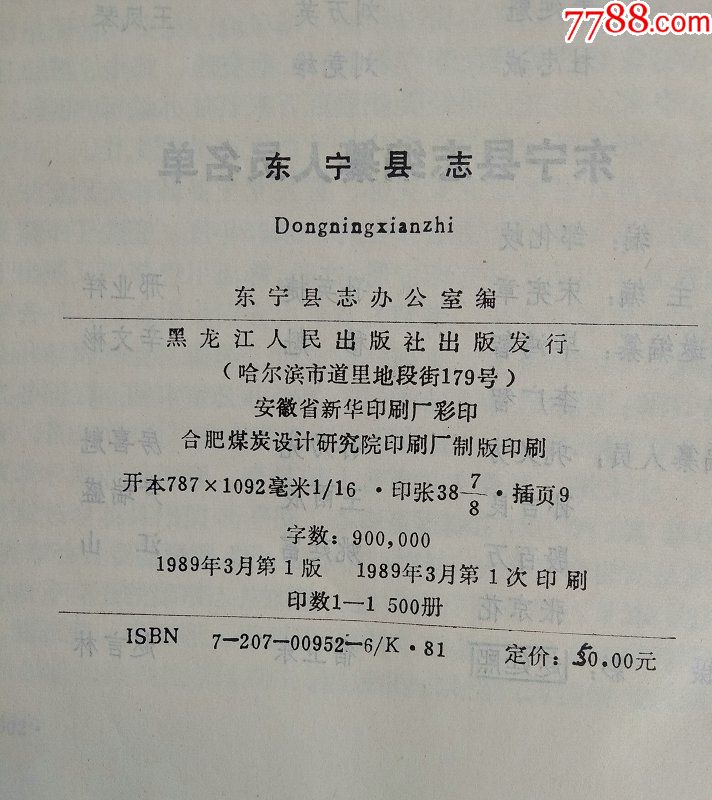 7788.com
东宁县志
Dongningxianzhi
东宁县志办公室编
黑龙江人民出版社出版发行
(哈尔滨市道里地段街179号)
安徽省新华印刷厂彩印
合肥煤炭设计研究院印刷厂制版印刷
开本787×1092毫米1/16·印张38 7/8·插页9
字数：900,000
1989年3月第1版 1989年3月第1次印刷
印数1—1 500册
ISBN 7—207—00952—6/K·81 定价：50.00元